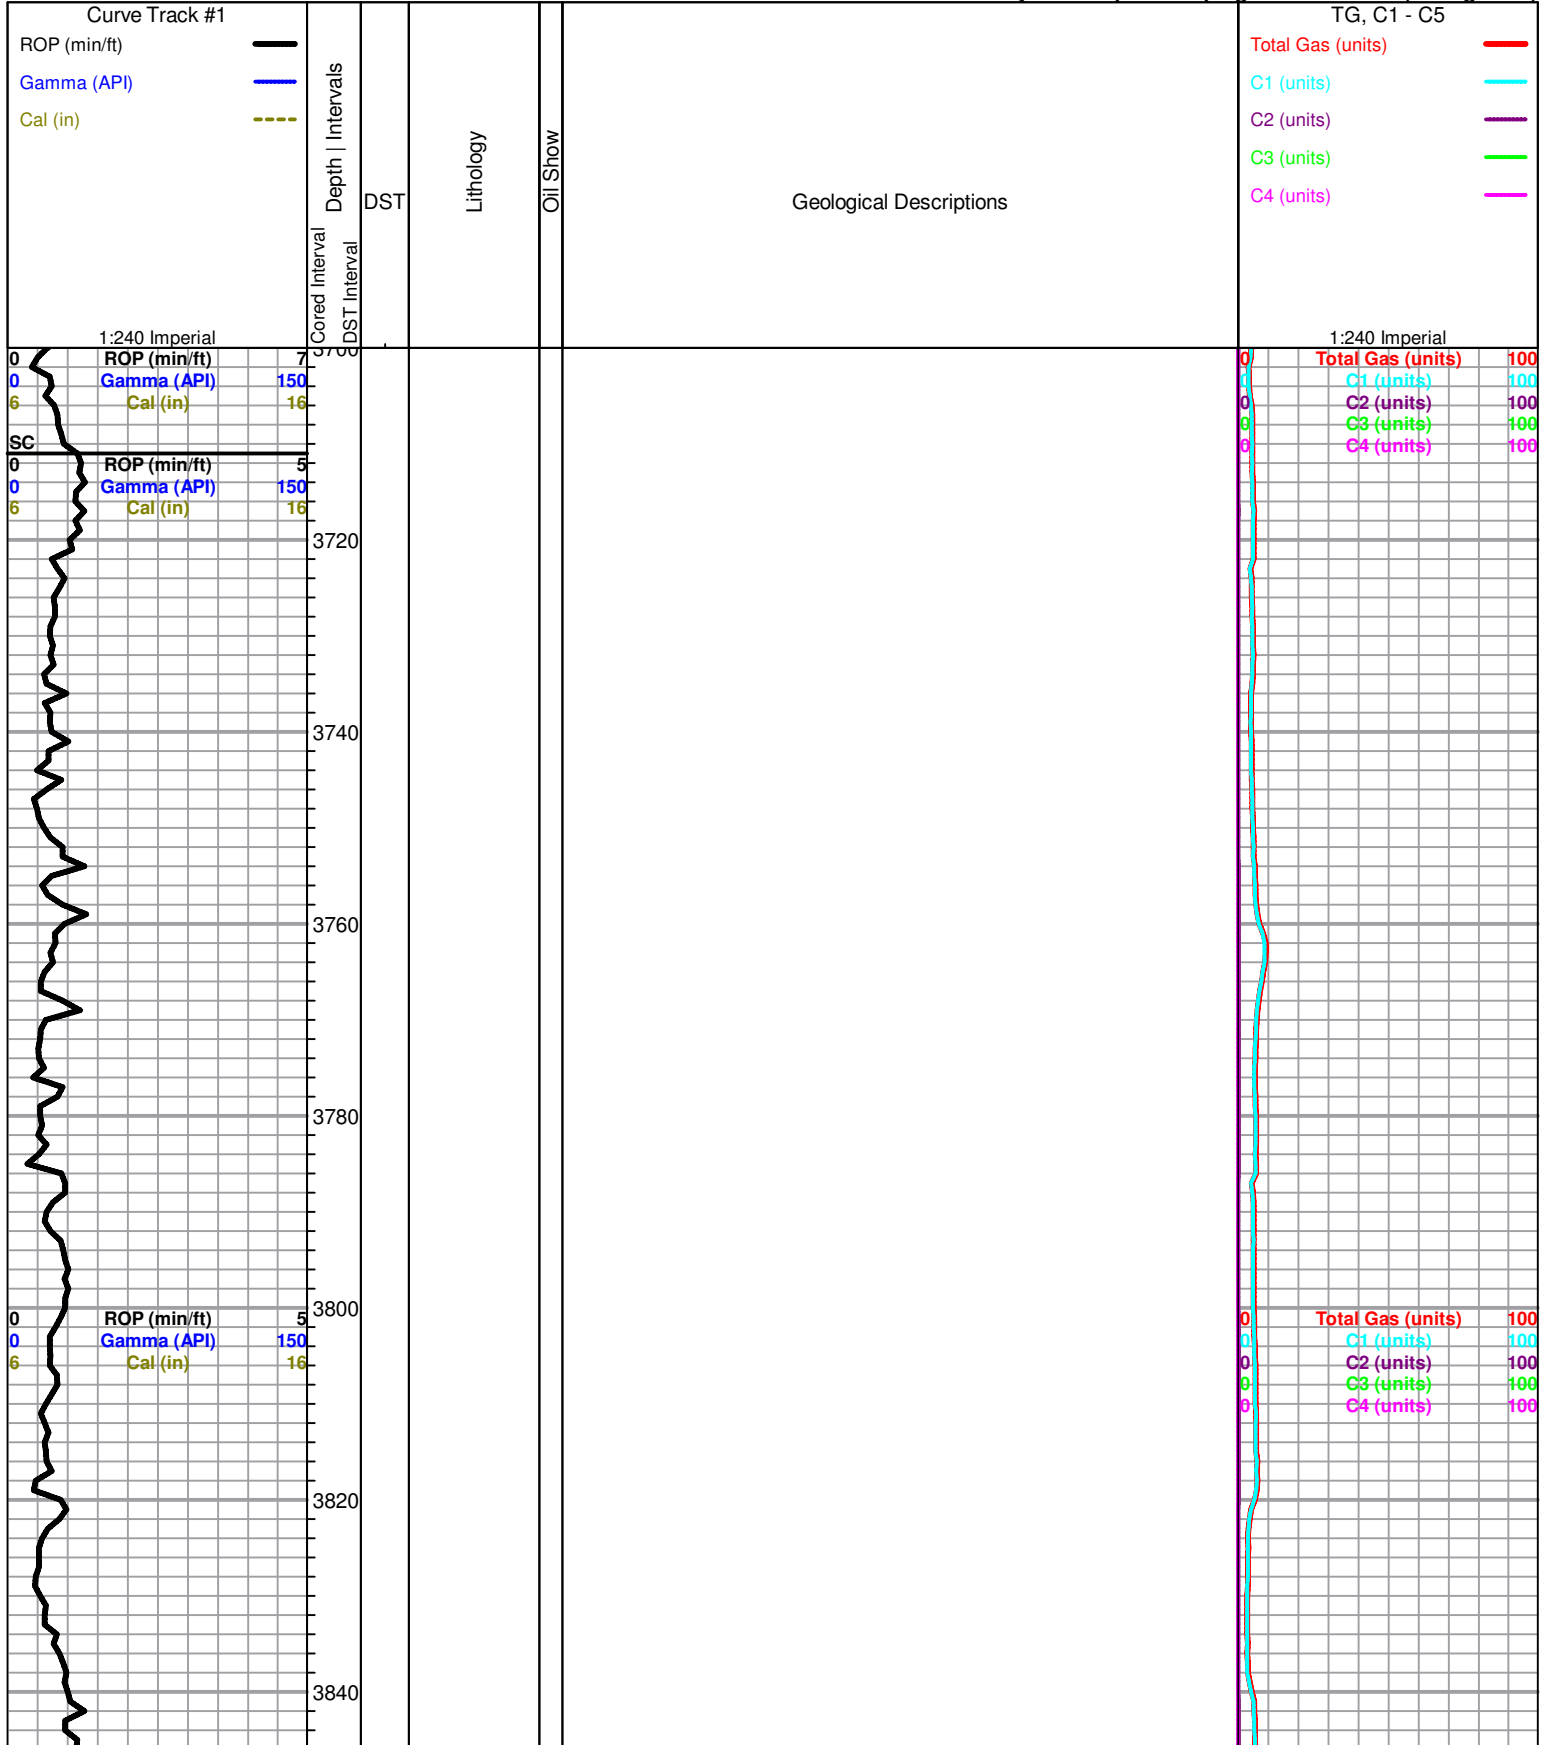 Curve Track #1
ROP (min/ft)
Gamma (API)
Cal (in)
1:240 Imperial
Cored Interval
Depth | Intervals
DST Interval
DST
Lithology
Oil Show
Geological Descriptions
TG, C1 - C5
Total Gas (units)
C1 (units)
C2 (units)
C3 (units)
C4 (units)
1:240 Imperial
3700
0 ROP (min/ft) 7
0 Gamma (API) 150
6 Cal (in) 16
0 Total Gas (units) 100
0 C1 (units) 100
0 C2 (units) 100
0 C3 (units) 100
0 C4 (units) 100
SC
0 ROP (min/ft) 5
0 Gamma (API) 150
6 Cal (in) 16
3720
3740
3760
3780
3800
0 ROP (min/ft) 5
0 Gamma (API) 150
6 Cal (in) 16
0 Total Gas (units) 100
0 C1 (units) 100
0 C2 (units) 100
0 C3 (units) 100
0 C4 (units) 100
3820
3840